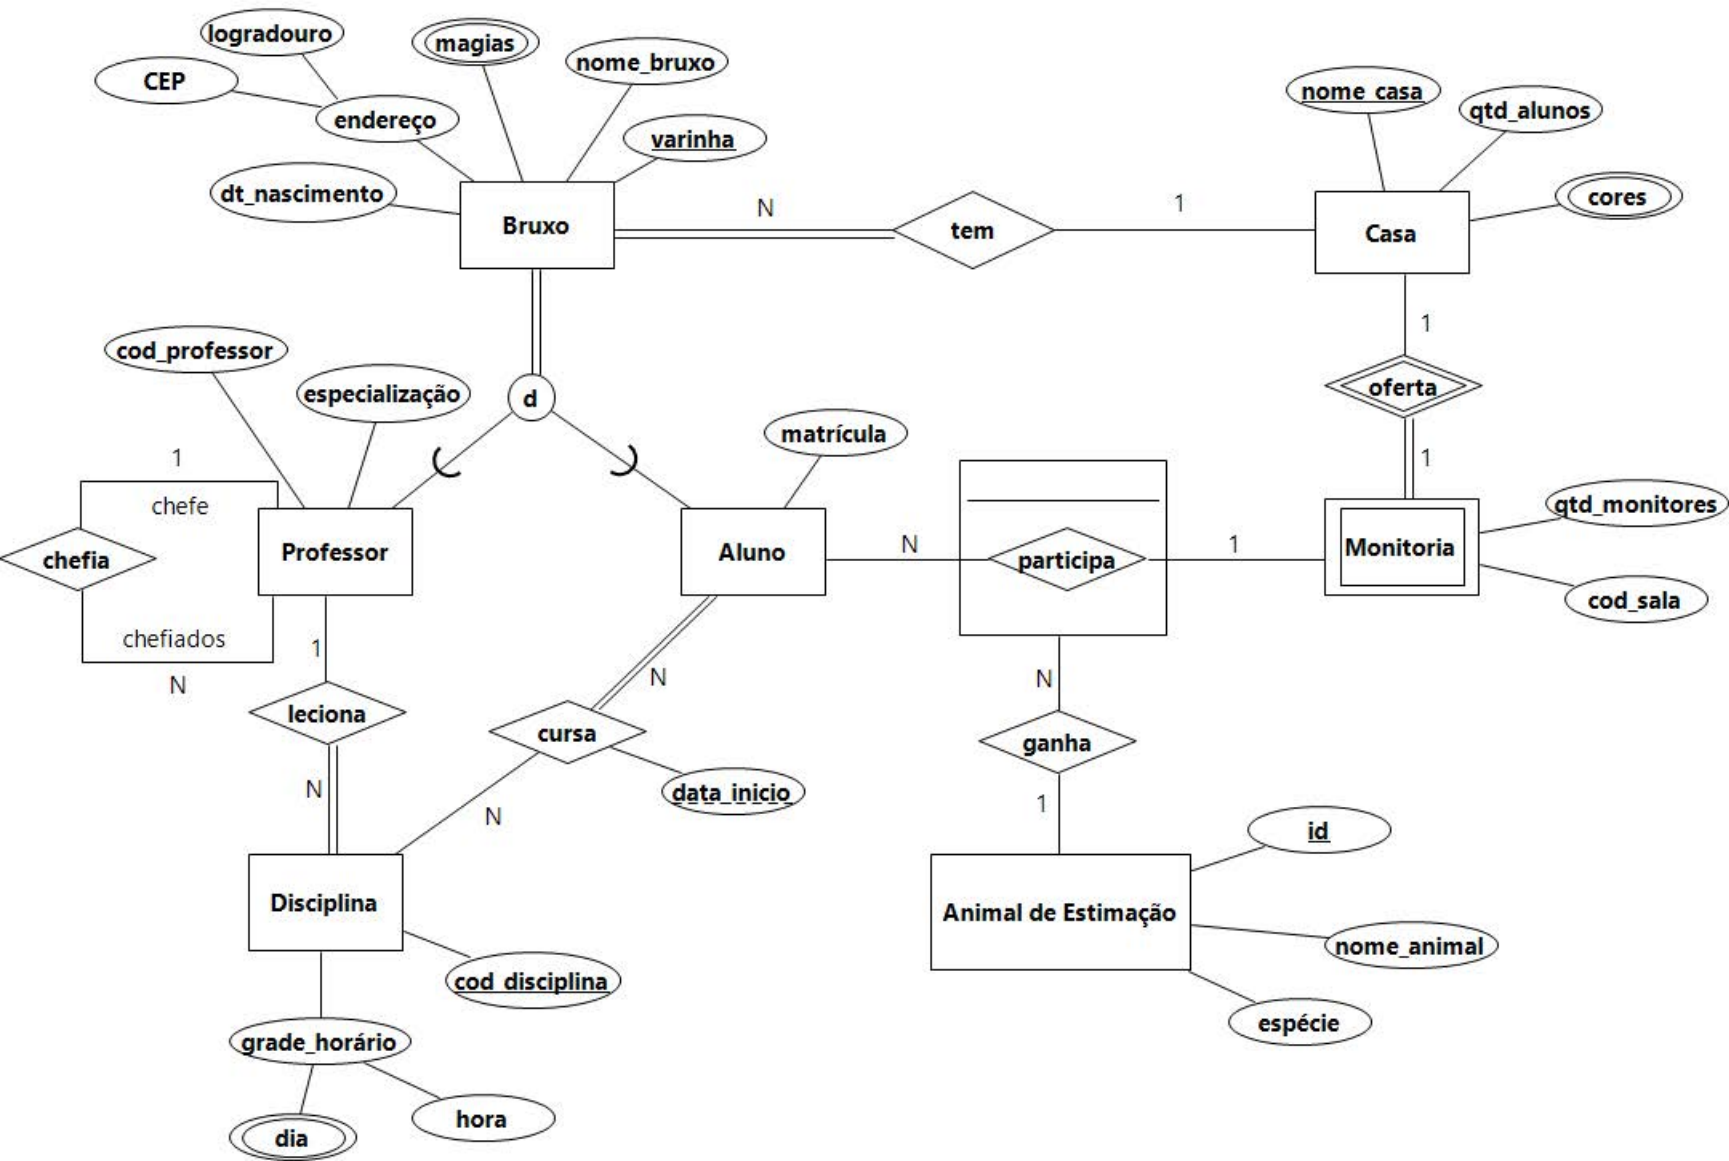 logradouro
magias
nome_bruxo
CEP
endereço
varinha
dt_nascimento
Bruxo
N
tem
1
nome_casa
qtd_alunos
cores
Casa
1
oferta
1
cod_professor
especialização
d
matrícula
1
chefe
chefia
Professor
chefiados
N
Aluno
N
participa
1
Monitoria
qtd_monitores
cod_sala
1
leciona
N
N
cursa
data_inicio
N
N
ganha
1
Disciplina
cod_disciplina
grade_horário
dia
hora
Animal de Estimação
id
nome_animal
espécie